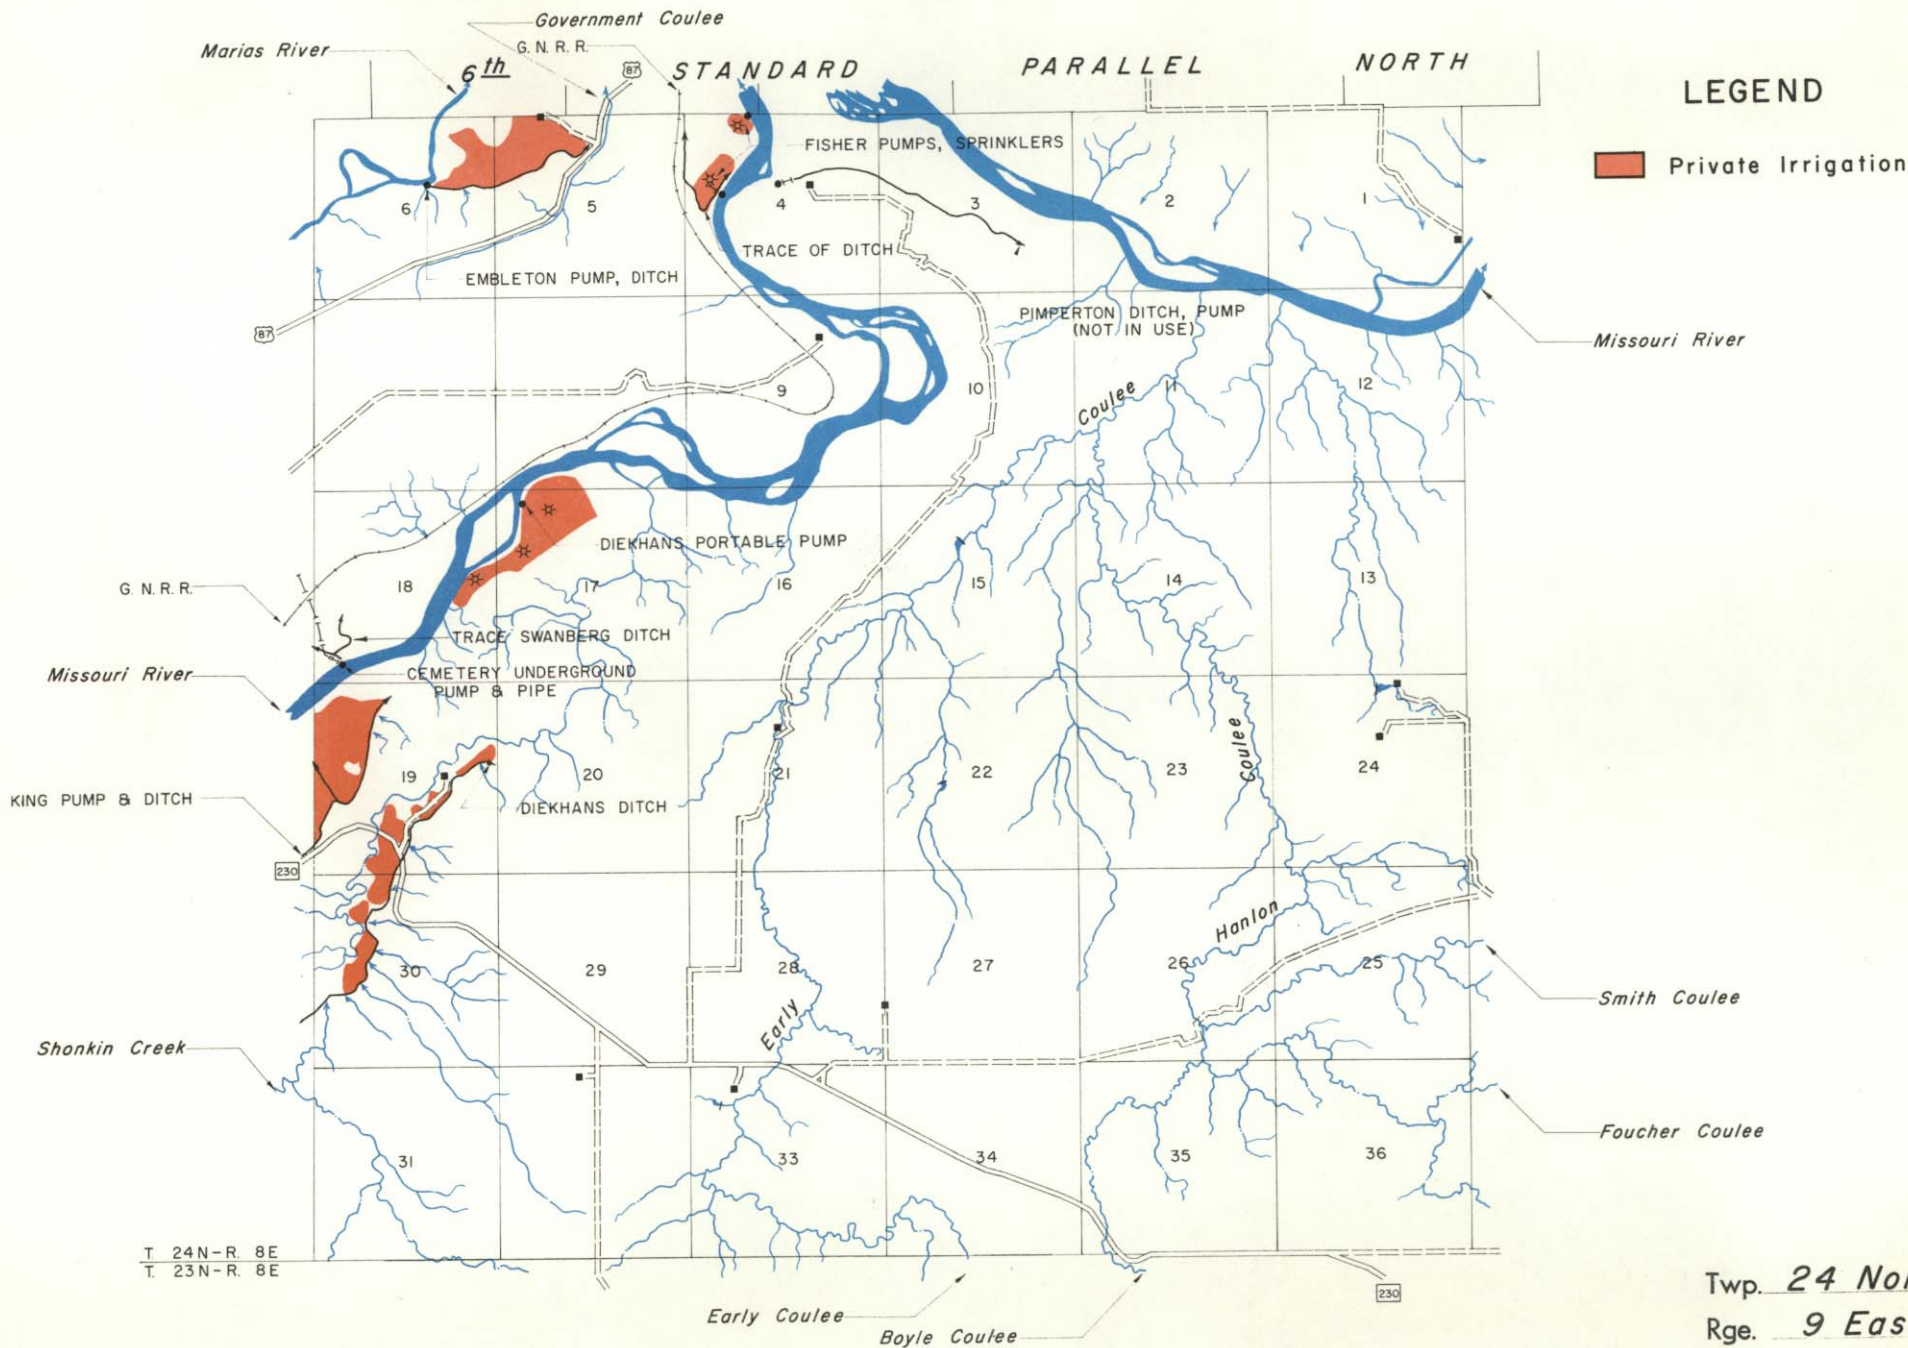 Government Coulee
Marias River
G. N. R. R.
6th STANDARD PARALLEL NORTH
87
LEGEND
Private Irrigation
FISHER PUMPS, SPRINKLERS
6
5
4
3
2
1
TRACE OF DITCH
EMBLETON PUMP, DITCH
PIMPERTON DITCH, PUMP
(NOT IN USE)
87
Missouri River
9
10
11
12
Coulee
DIEKHANS PORTABLE PUMP
G. N. R. R.
18
17
16
15
14
13
TRACE SWANBERG DITCH
Missouri River
CEMETERY UNDERGROUND
PUMP & PIPE
19
20
21
22
23
Coulee
24
KING PUMP & DITCH
DIEKHANS DITCH
230
Hanlon
30
29
28
27
26
25
Smith Coulee
Early
Shonkin Creek
Foucher Coulee
31
33
34
35
36
T. 24N-R. 8E
T. 23N-R. 8E
230
Early Coulee
Boyle Coulee
Twp. 24 Nor
Rge. 9 Eas